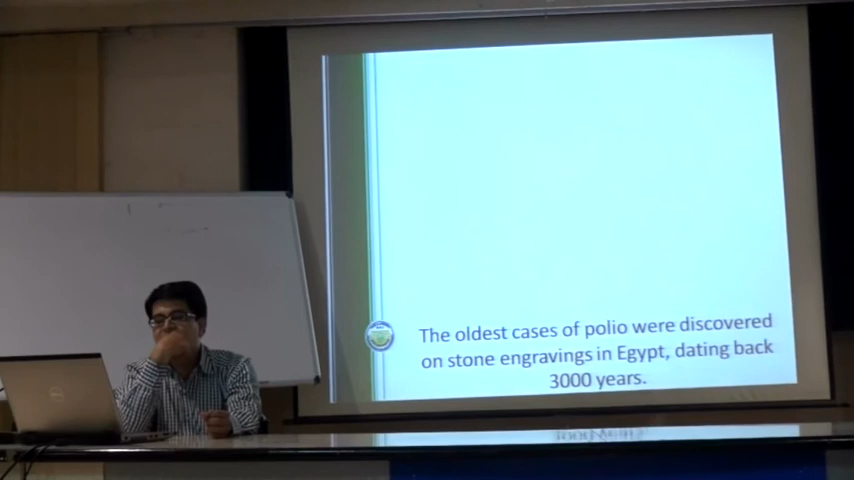 The oldest cases of polio were discovered
on stone engravings in Egypt, dating back
3000 years.